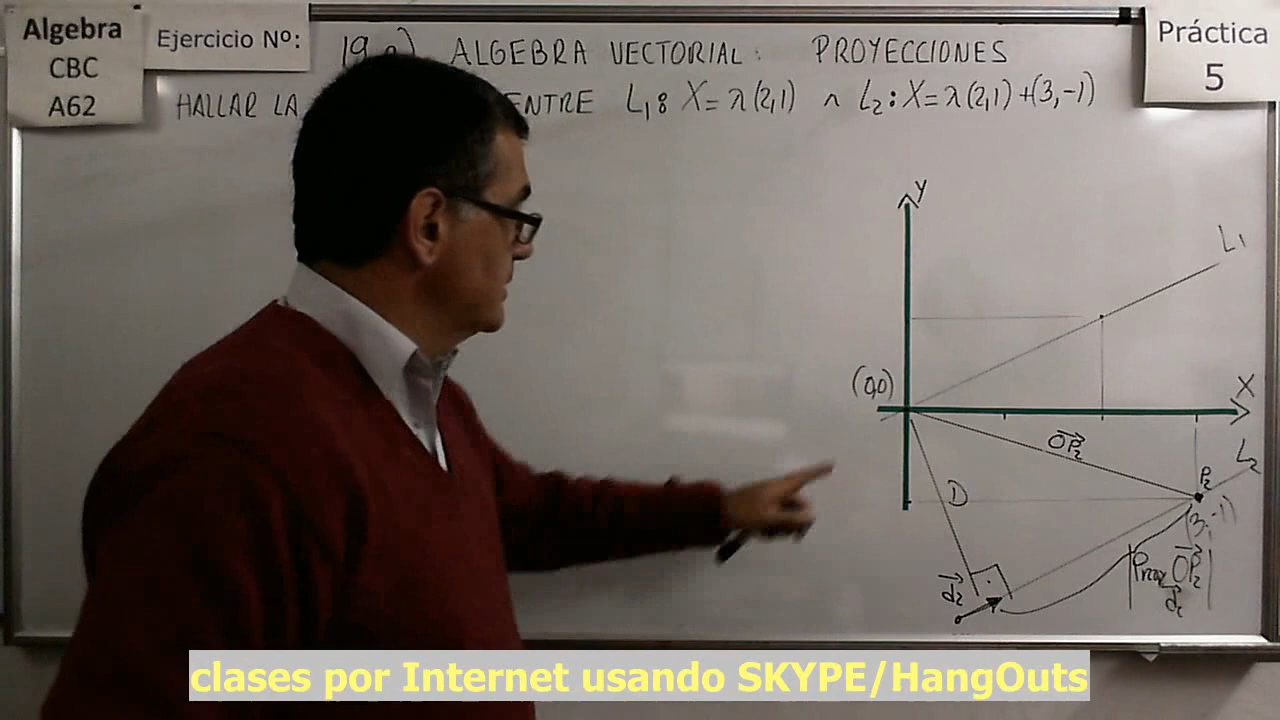 Algebra
CBC
A62
Ejercicio Nº:
19 a) ALGEBRA VECTORIAL: PROYECCIONES
Práctica
5
HALLAR LA ENTRE L1: X=λ(2,1) ∧ L2: X=λ(2,1)+(3,-1)
Y
L1
(0,0)
X
OP2
L2
P2
D
(3,-1)
|Proy OP2|
d2
d2
clases por Internet usando SKYPE/HangOuts